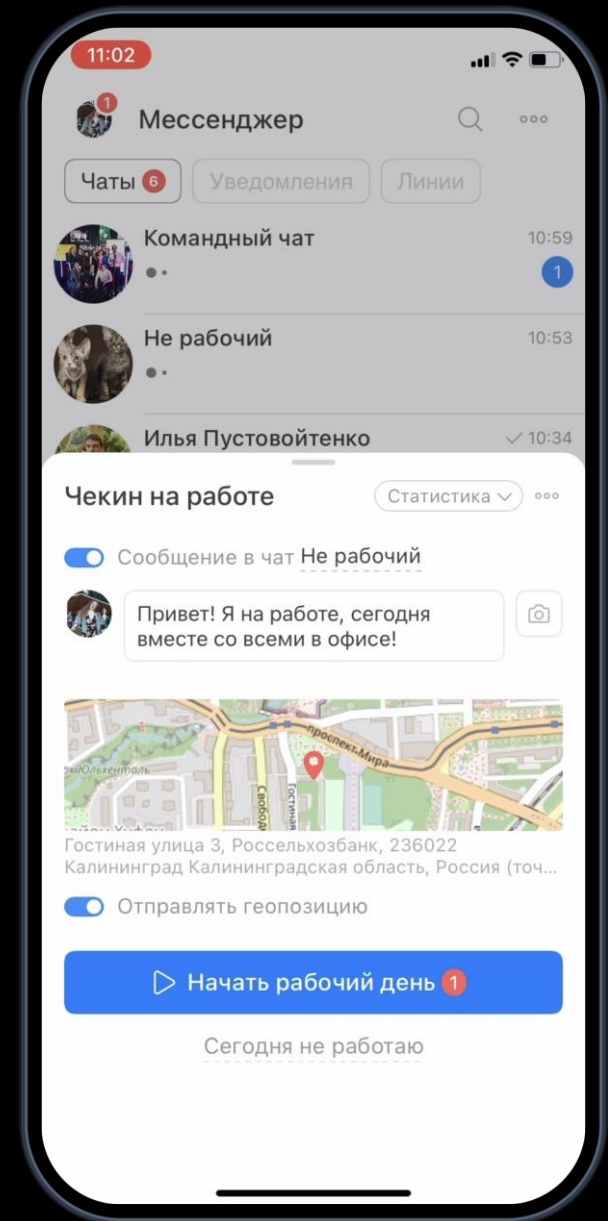 11:02
1
Мессенджер
Чаты 6 Уведомления Линии
Командный чат 10:59
1
Не рабочий 10:53
Илья Пустовойтенко 10:34
Чекин на работе Статистика
Сообщение в чат Не рабочий
Привет! Я на работе, сегодня
вместе со всеми в офисе!
проспект Мира
Юльхенталь
Свобод
Гостиная
Гостиная улица 3, Россельхозбанк, 236022
Калининград Калининградская область, Россия (точ...
Отправлять геопозицию
Начать рабочий день 1
Сегодня не работаю